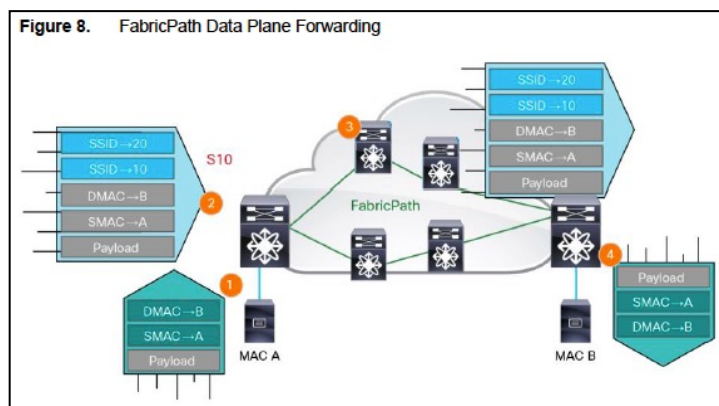 Figure 8. FabricPath Data Plane Forwarding
SSID→20
SSID→10
DMAC→B
SMAC→A
Payload
3
SSID→20
SSID→10
DMAC→B
SMAC→A
Payload
S10
2
FabricPath
4
1
DMAC→B
SMAC→A
Payload
MAC A
MAC B
Payload
SMAC→A
DMAC→B